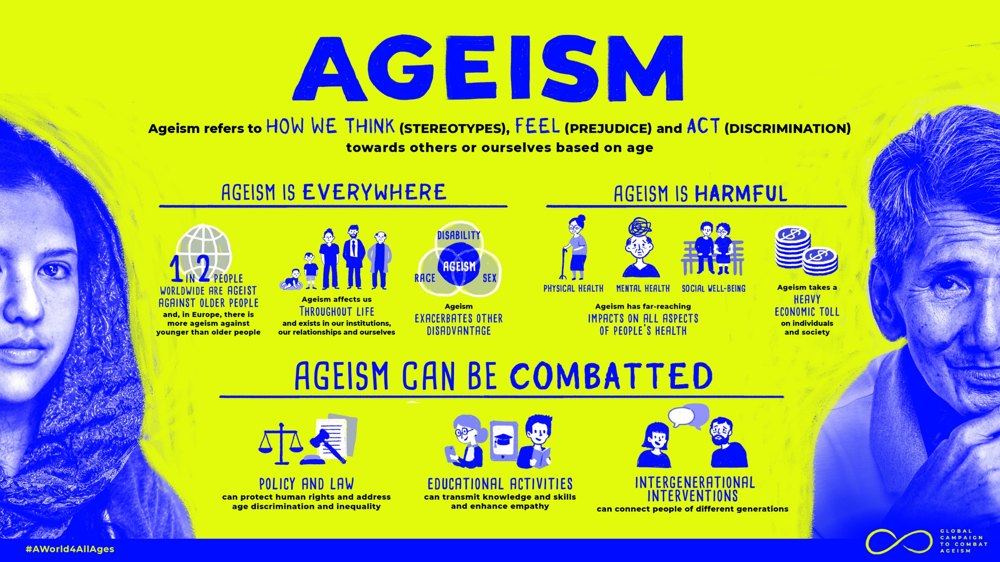 AGEISM
Ageism refers to HOW WE THINK (STEREOTYPES), FEEL (PREJUDICE) and ACT (DISCRIMINATION)
towards others or ourselves based on age
AGEISM IS EVERYWHERE
1 IN 2 PEOPLE
WORLDWIDE ARE AGEIST
AGAINST OLDER PEOPLE
and, in Europe, there is
more ageism against
younger than older people
Ageism affects us
THROUGHOUT LIFE
and exists in our institutions,
our relationships and ourselves
DISABILITY
AGEISM
RACE SEX
Ageism
EXACERBATES OTHER
DISADVANTAGE
AGEISM IS HARMFUL
PHYSICAL HEALTH MENTAL HEALTH SOCIAL WELL-BEING
Ageism has far-reaching
IMPACTS ON ALL ASPECTS
OF PEOPLE'S HEALTH
$
$
Ageism takes a
HEAVY
ECONOMIC TOLL
on individuals
and society
AGEISM CAN BE COMBATTED
POLICY AND LAW
can protect human rights and address
age discrimination and inequality
EDUCATIONAL ACTIVITIES
can transmit knowledge and skills
and enhance empathy
INTERGENERATIONAL
INTERVENTIONS
can connect people of different generations
#AWorld4AllAges
GLOBAL
CAMPAIGN
TO COMBAT
AGEISM